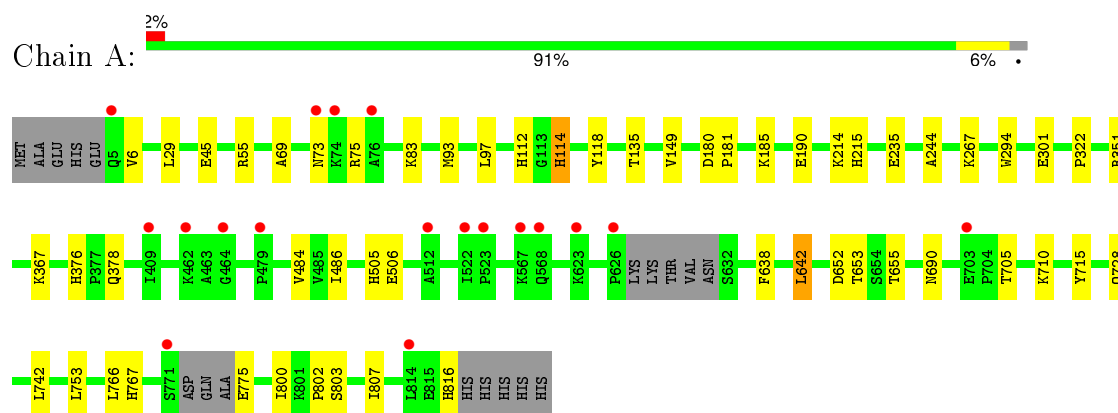 2%
Chain A:
91% 6% •
MET ALA GLU HIS GLU Q5 V6 L29 E45 R55 A69 N73 K74 R75 A76 K83 M93 L97 H112 G113 H114 Y118 T135 V149 D180 P181 K185 E190 K214 H215 E235 A244 K267 W294 E301 P322
K367 H376 P377 Q378 I409 K462 A463 G464 P479 V484 V485 I486 H505 E506 A512 I522 P523 K567 Q568 K623 P626 LYS LYS THR VAL ASN S632 F638 L642 D652 T653 S654 T655 N690 E703 P704 T705 K710 Y715
L742 L753 L766 H767 S771 ASP GLN ALA E775 I800 K801 P802 S803 I807 L814 E815 H816 HIS HIS HIS HIS HIS